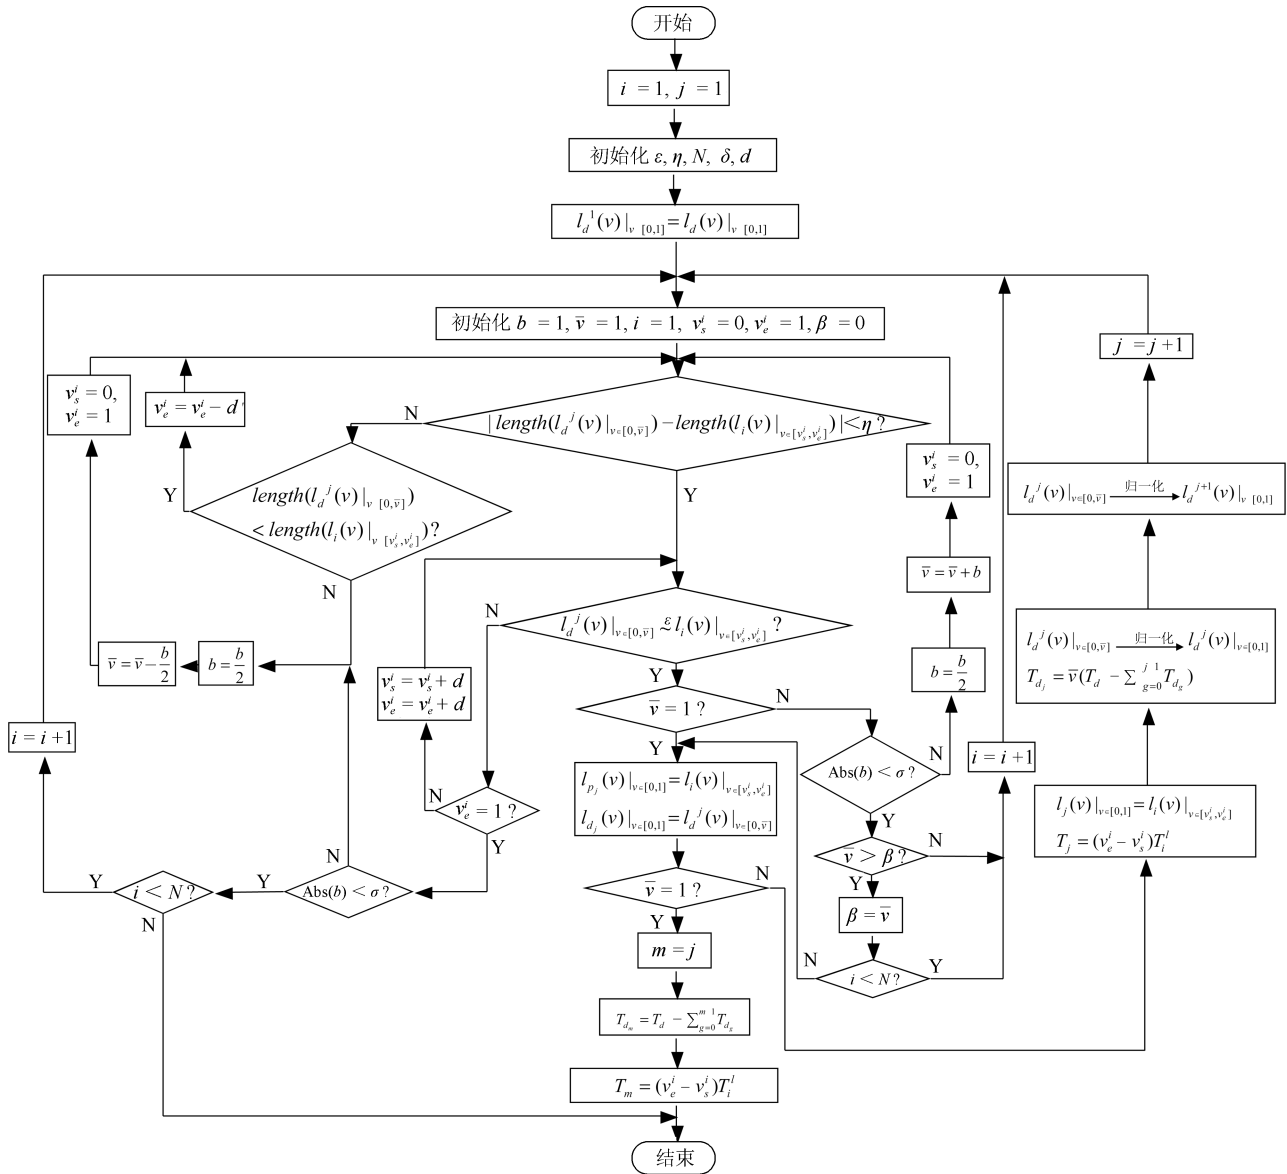 开始
i = 1, j = 1
初始化 ε, η, N, δ, d
l_d^1(v)|_{v [0,1]} = l_d(v)|_{v [0,1]}
初始化 b = 1, v̅ = 1, i = 1, v_s^i = 0, v_e^i = 1, β = 0
j = j+1
v_s^i = 0,
v_e^i = 1
v_e^i = v_e^i − d
N
|length(l_d^j(v)|_{v∈[0,v̅]}) − length(l_i(v)|_{v∈[v_s^i,v_e^i]})| < η ?
v_s^i = 0,
v_e^i = 1
Y
length(l_d^j(v)|_{v [0,v̅]})
< length(l_i(v)|_{v [v_s^i,v_e^i]})?
Y
l_d^j(v)|_{v∈[0,v̅]} 归一化 → l_d^{j+1}(v)|_{v [0,1]}
N
v̅ = v̅ + b
N
l_d^j(v)|_{v∈[0,v̅]} ≲^ε l_i(v)|_{v∈[v_s^i,v_e^i]} ?
l_d^j(v)|_{v∈[0,v̅]} 归一化 → l_d^j(v)|_{v∈[0,1]}
T_{d_j} = v̅(T_d − ∑_{g=0}^{j 1} T_{d_g})
v̅ = v̅ − b/2
b = b/2
Y
b = b/2
v_s^i = v_s^i + d
v_e^i = v_e^i + d
v̅ = 1 ?
N
i = i+1
Y
i = i+1
l_{p_j}(v)|_{v∈[0,1]} = l_i(v)|_{v∈[v_s^i,v_e^i]}
l_{d_j}(v)|_{v∈[0,1]} = l_d^j(v)|_{v∈[0,v̅]}
Abs(b) < σ ?
N
N
v_e^i = 1 ?
Y
l_j(v)|_{v∈[0,1]} = l_i(v)|_{v∈[v_s^i,v_e^i]}
T_j = (v_e^i − v_s^i)T_i^l
Y
v̅ > β ?
N
N
Y
i < N?
Y
Abs(b) < σ ?
v̅ = 1 ?
N
Y
N
Y
β = v̅
m = j
N
i < N?
Y
T_{d_m} = T_d − ∑_{g=0}^{m 1} T_{d_g}
T_m = (v_e^i − v_s^i)T_i^l
结束